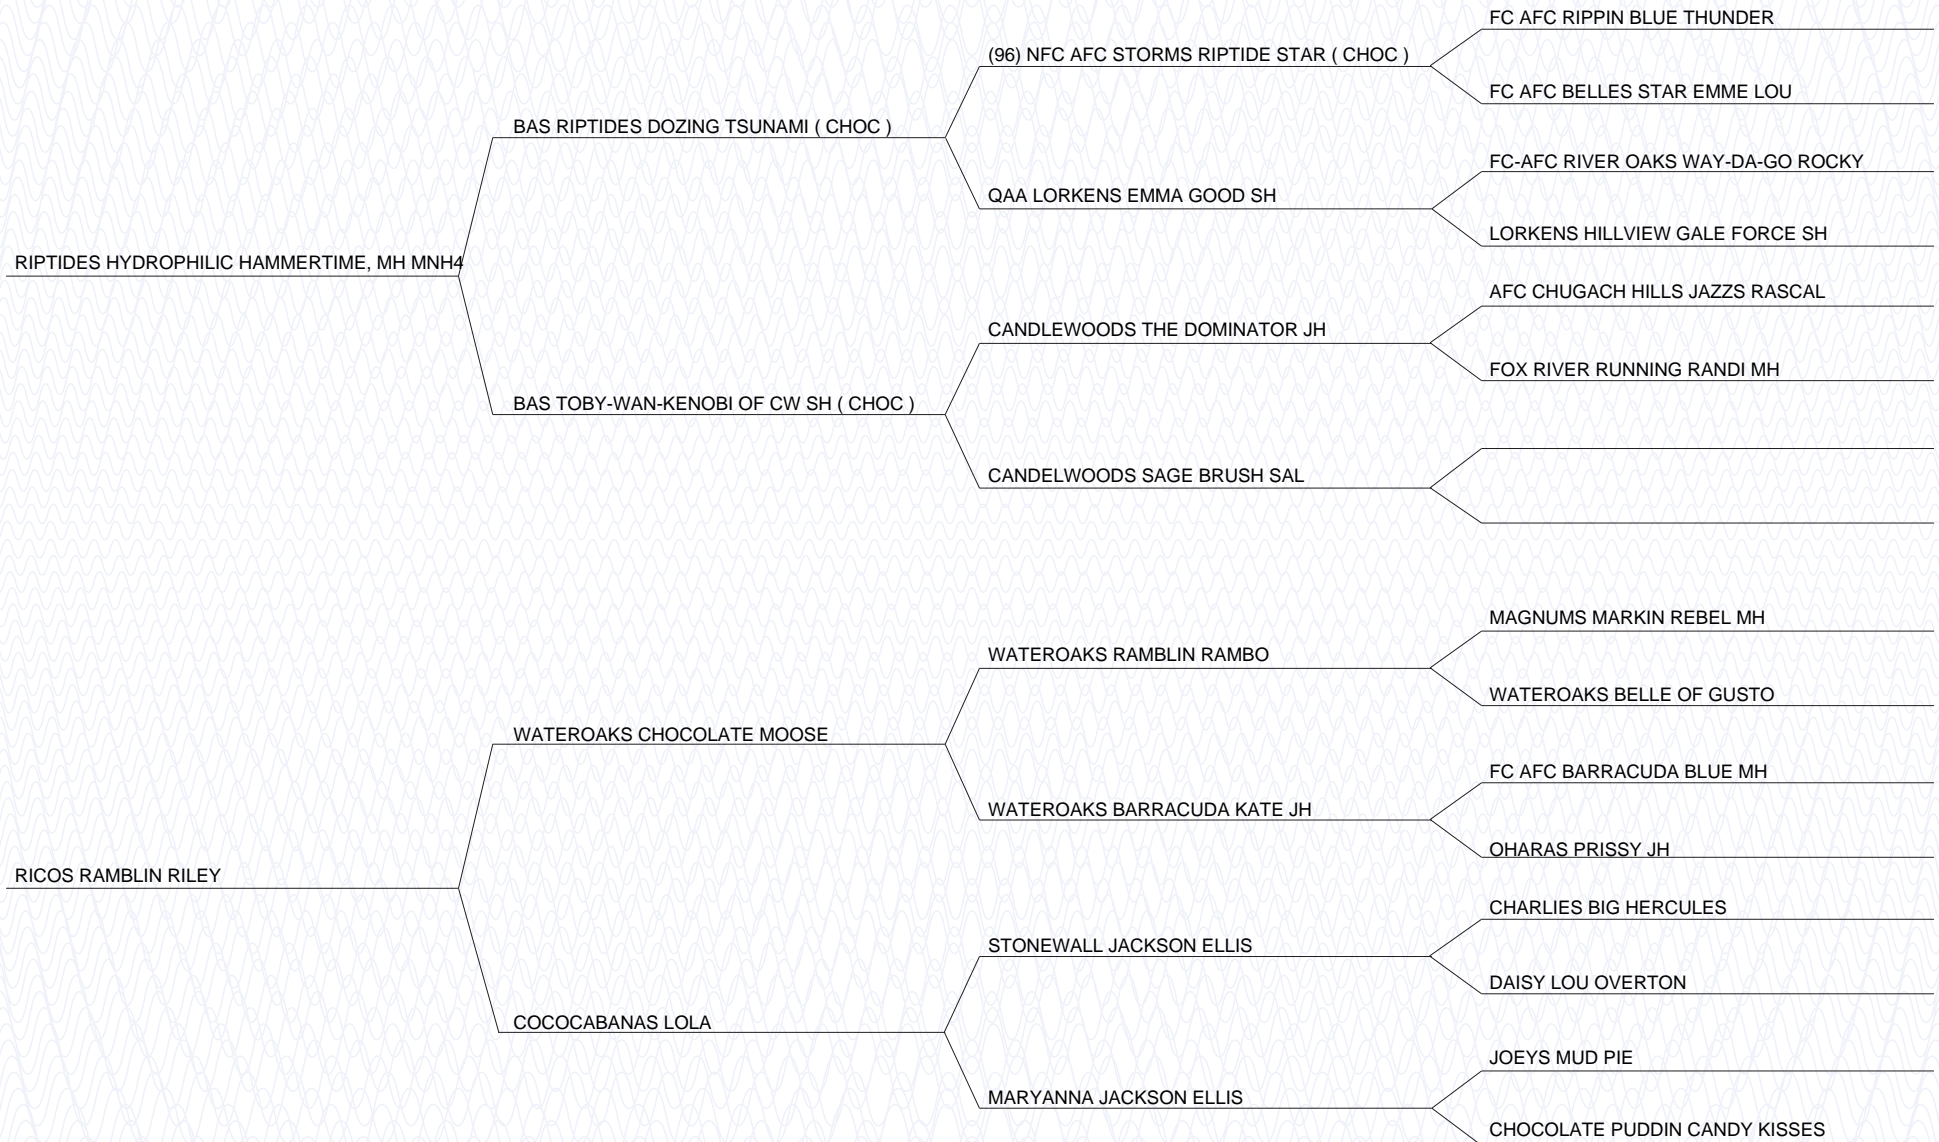 FC AFC RIPPIN BLUE THUNDER
(96) NFC AFC STORMS RIPTIDE STAR ( CHOC )
FC AFC BELLES STAR EMME LOU
BAS RIPTIDES DOZING TSUNAMI ( CHOC )
FC-AFC RIVER OAKS WAY-DA-GO ROCKY
QAA LORKENS EMMA GOOD SH
LORKENS HILLVIEW GALE FORCE SH
RIPTIDES HYDROPHILIC HAMMERTIME, MH MNH4
AFC CHUGACH HILLS JAZZS RASCAL
CANDLEWOODS THE DOMINATOR JH
FOX RIVER RUNNING RANDI MH
BAS TOBY-WAN-KENOBI OF CW SH ( CHOC )
CANDELWOODS SAGE BRUSH SAL
MAGNUMS MARKIN REBEL MH
WATEROAKS RAMBLIN RAMBO
WATEROAKS BELLE OF GUSTO
WATEROAKS CHOCOLATE MOOSE
FC AFC BARRACUDA BLUE MH
WATEROAKS BARRACUDA KATE JH
OHARAS PRISSY JH
RICOS RAMBLIN RILEY
CHARLIES BIG HERCULES
STONEWALL JACKSON ELLIS
DAISY LOU OVERTON
COCOCABANAS LOLA
JOEYS MUD PIE
MARYANNA JACKSON ELLIS
CHOCOLATE PUDDIN CANDY KISSES